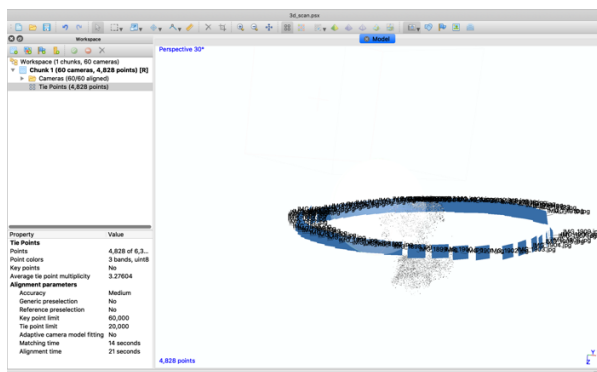 3d_scan.psx
Workspace
Model
Workspace (1 chunks, 60 cameras)
Chunk 1 (60 cameras, 4,828 points) [R]
Cameras (60/60 aligned)
Tie Points (4,828 points)
Perspective 30°
Property Value
Tie Points
Points 4,828 of 6,3...
Point colors 3 bands, uint8
Key points No
Average tie point multiplicity 3.27604
Alignment parameters
Accuracy Medium
Generic preselection No
Reference preselection No
Key point limit 60,000
Tie point limit 20,000
Adaptive camera model fitting No
Matching time 14 seconds
Alignment time 21 seconds
4,828 points
Y
Z